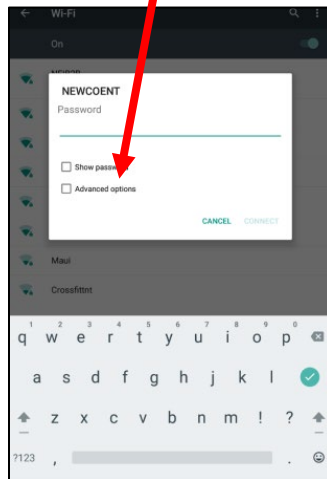 Wi-Fi
On
NEWCOENT
Password
Show password
Advanced options
CANCEL CONNECT
Maui
Crossfittnt
1 2 3 4 5 6 7 8 9 0
q w e r t y u i o p
a s d f g h j k l
z x c v b n m ! ?
?123 , .